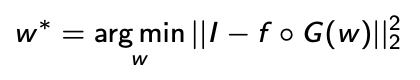 w* = arg min ||I − f ∘ G(w)||₂²
w